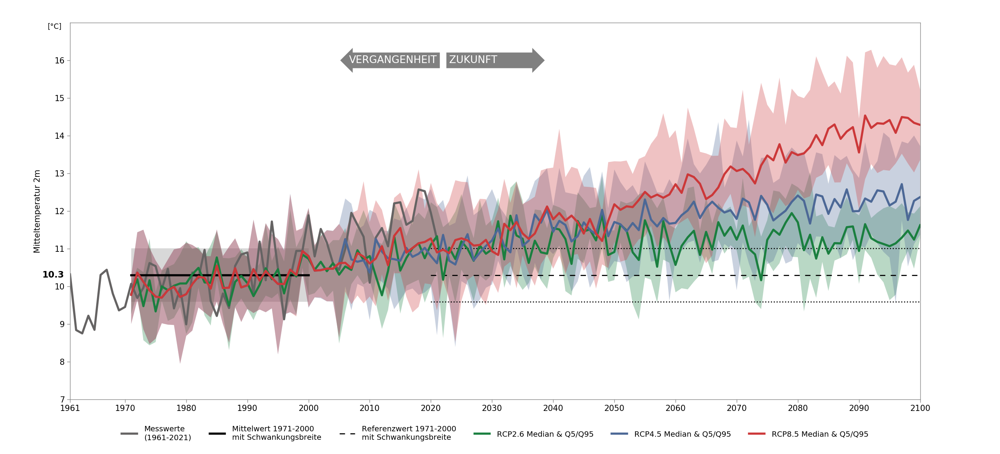 [°C]
VERGANGENHEIT ZUKUNFT
16
15
14
13
12
11
10.3
10
9
8
7
Mitteltemperatur 2m
1961 1970 1980 1990 2000 2010 2020 2030 2040 2050 2060 2070 2080 2090 2100
Messwerte
(1961-2021)
Mittelwert 1971-2000
mit Schwankungsbreite
Referenzwert 1971-2000
mit Schwankungsbreite
RCP2.6 Median & Q5/Q95
RCP4.5 Median & Q5/Q95
RCP8.5 Median & Q5/Q95